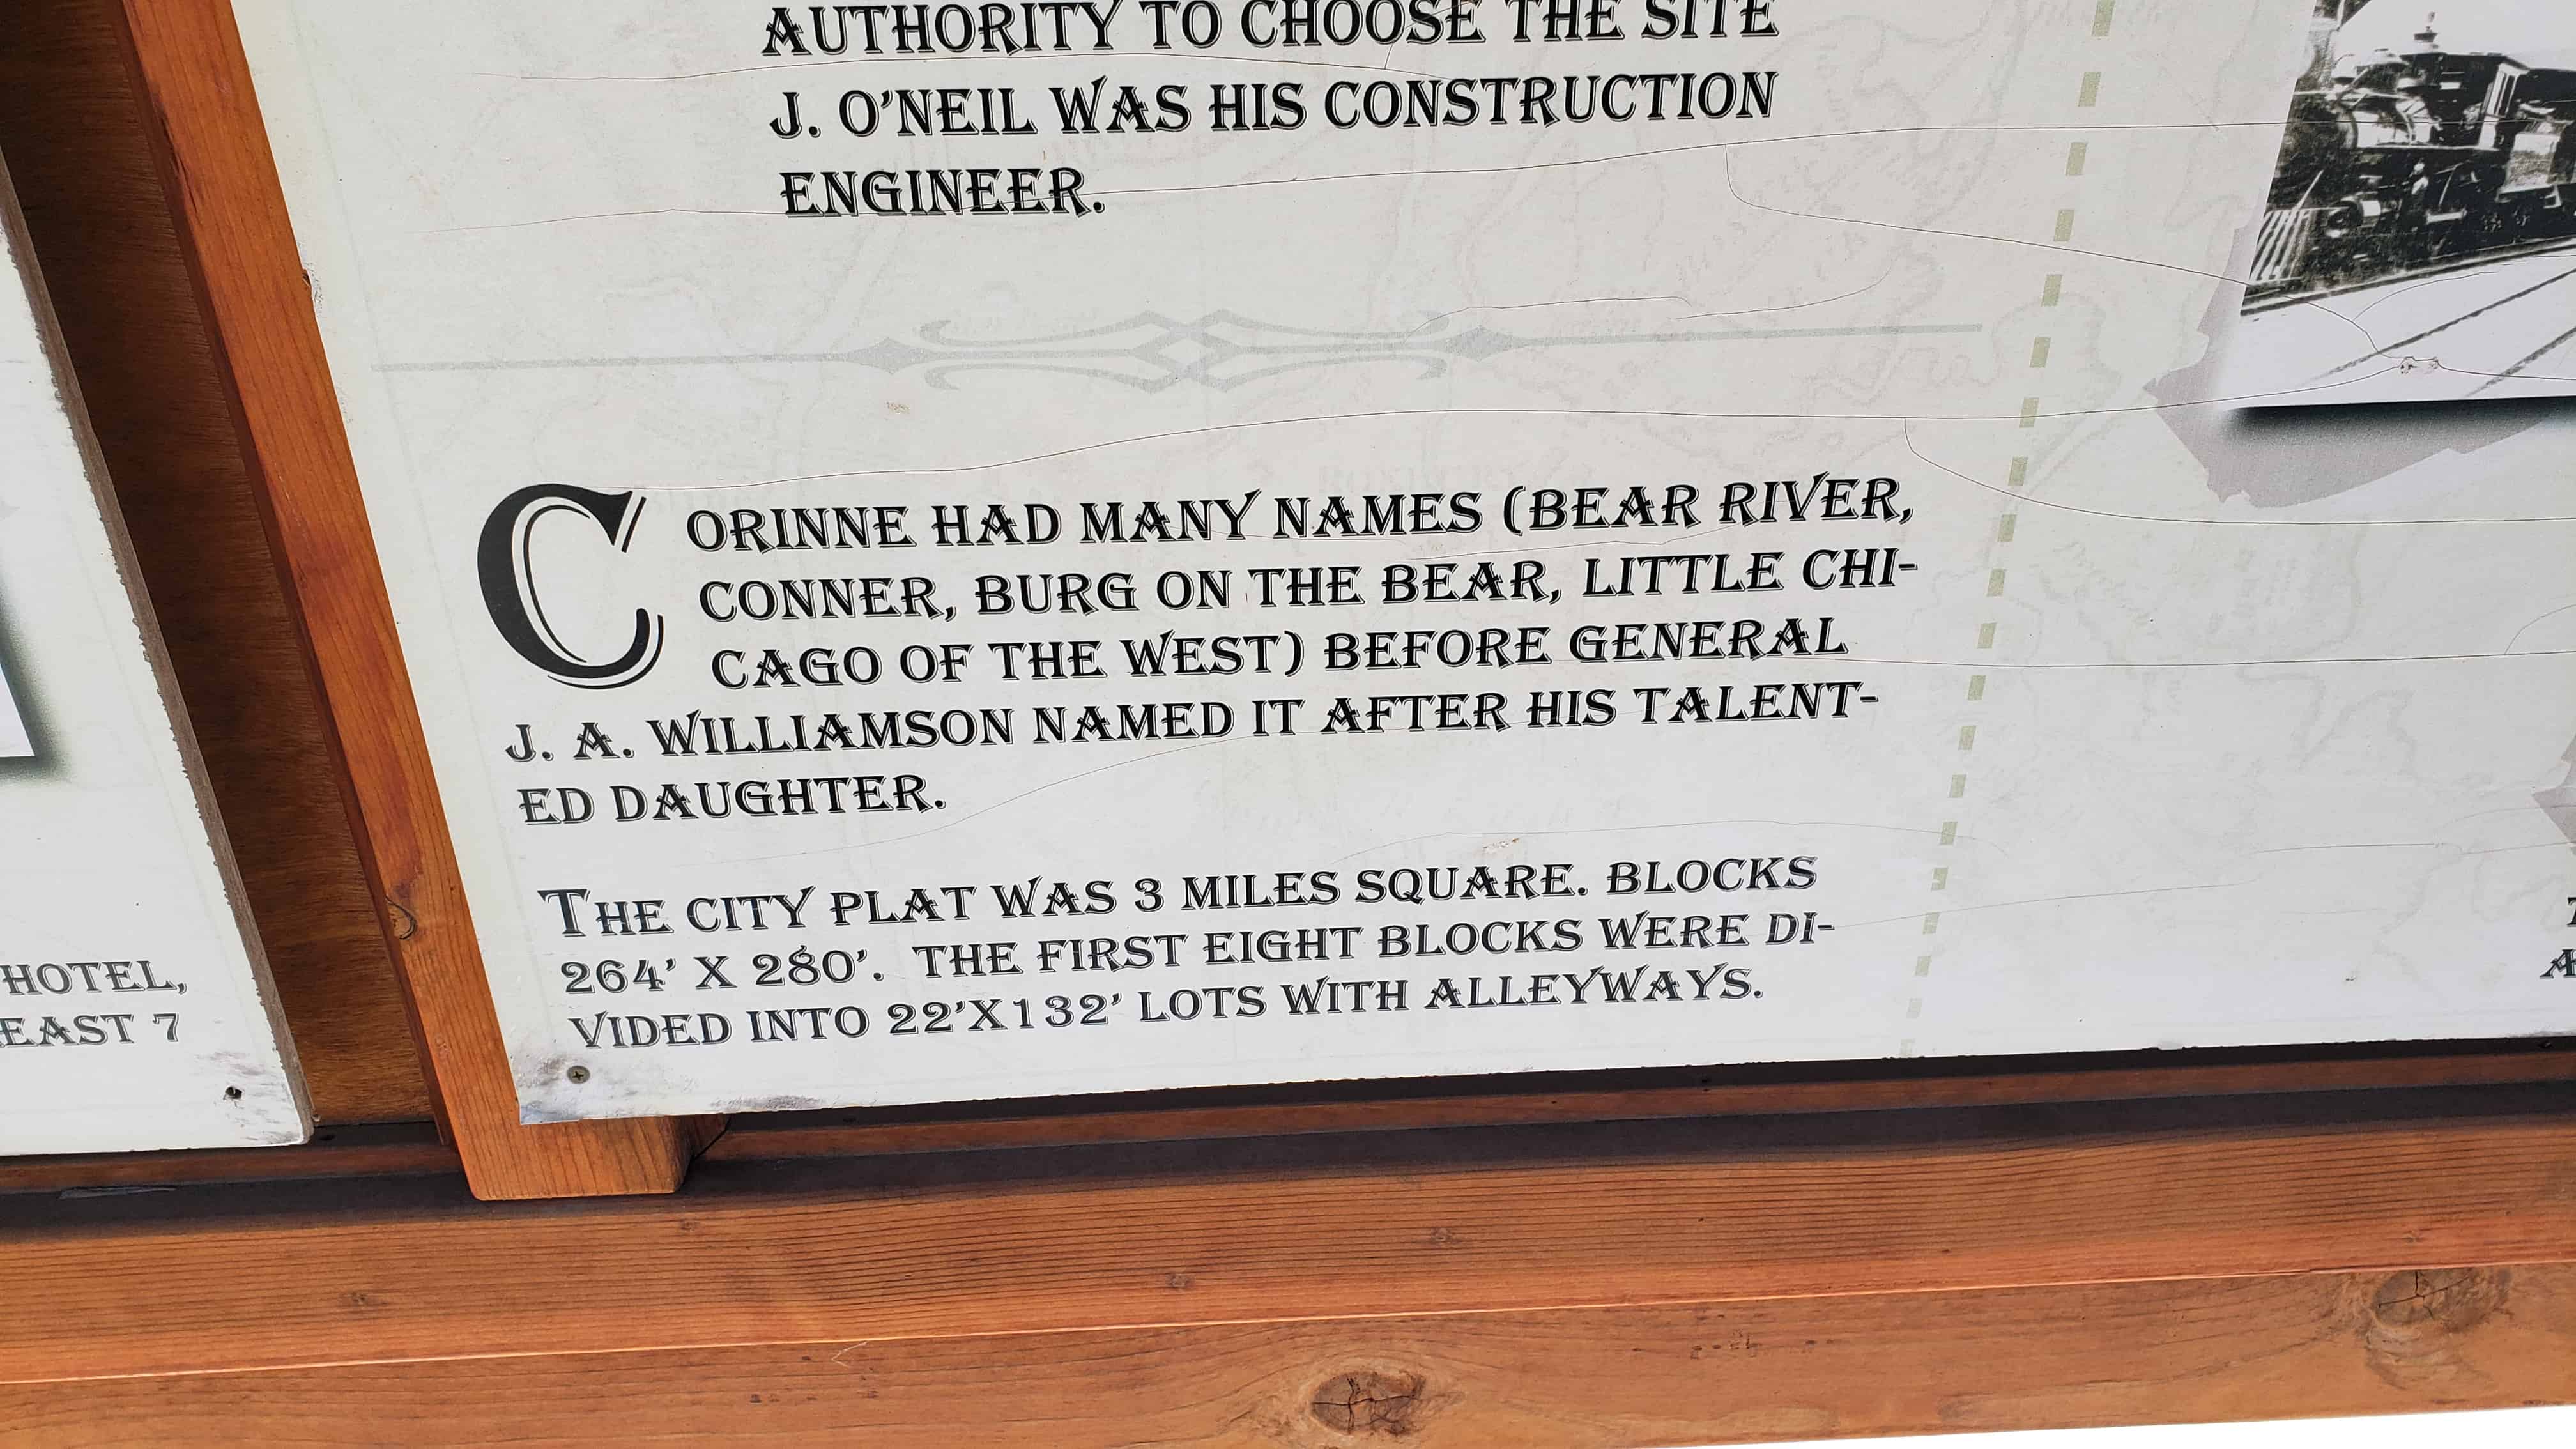 AUTHORITY TO CHOOSE THE SITE
J. O'NEIL WAS HIS CONSTRUCTION
ENGINEER.
CORINNE HAD MANY NAMES (BEAR RIVER,
CONNER, BURG ON THE BEAR, LITTLE CHI-
CAGO OF THE WEST) BEFORE GENERAL
J. A. WILLIAMSON NAMED IT AFTER HIS TALENT-
ED DAUGHTER.
THE CITY PLAT WAS 3 MILES SQUARE. BLOCKS
264' X 280'. THE FIRST EIGHT BLOCKS WERE DI-
VIDED INTO 22'X132' LOTS WITH ALLEYWAYS.
HOTEL,
EAST 7